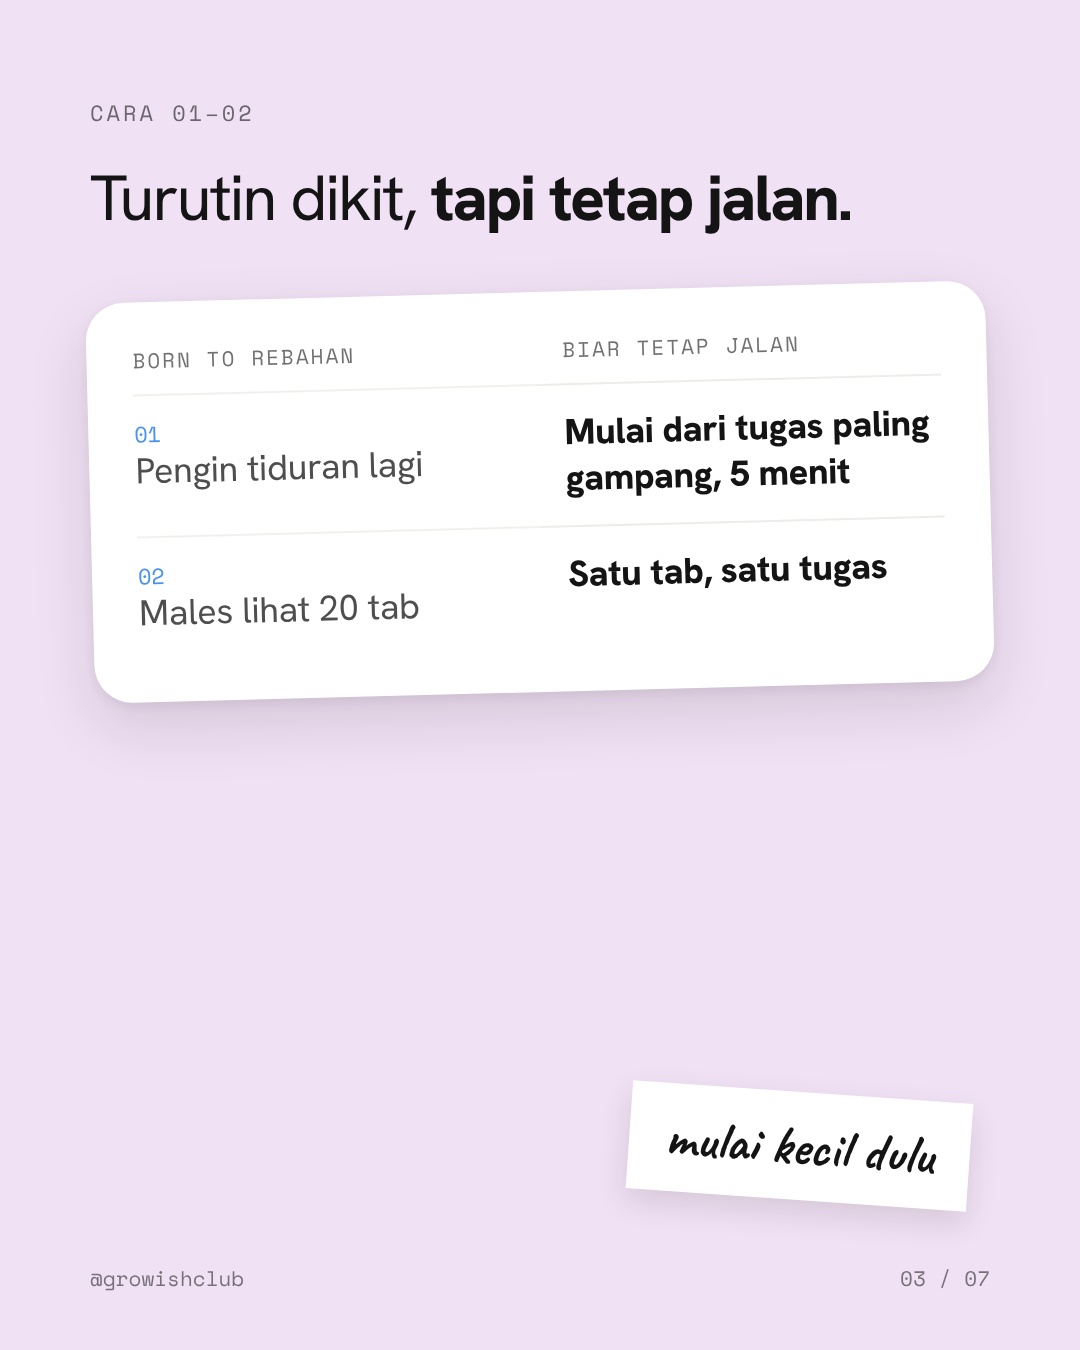 CARA 01–02
Turutin dikit, tapi tetap jalan.
BORN TO REBAHAN
BIAR TETAP JALAN
01
Pengin tiduran lagi
Mulai dari tugas paling
gampang, 5 menit
02
Males lihat 20 tab
Satu tab, satu tugas
mulai kecil dulu
@growishclub
03 / 07